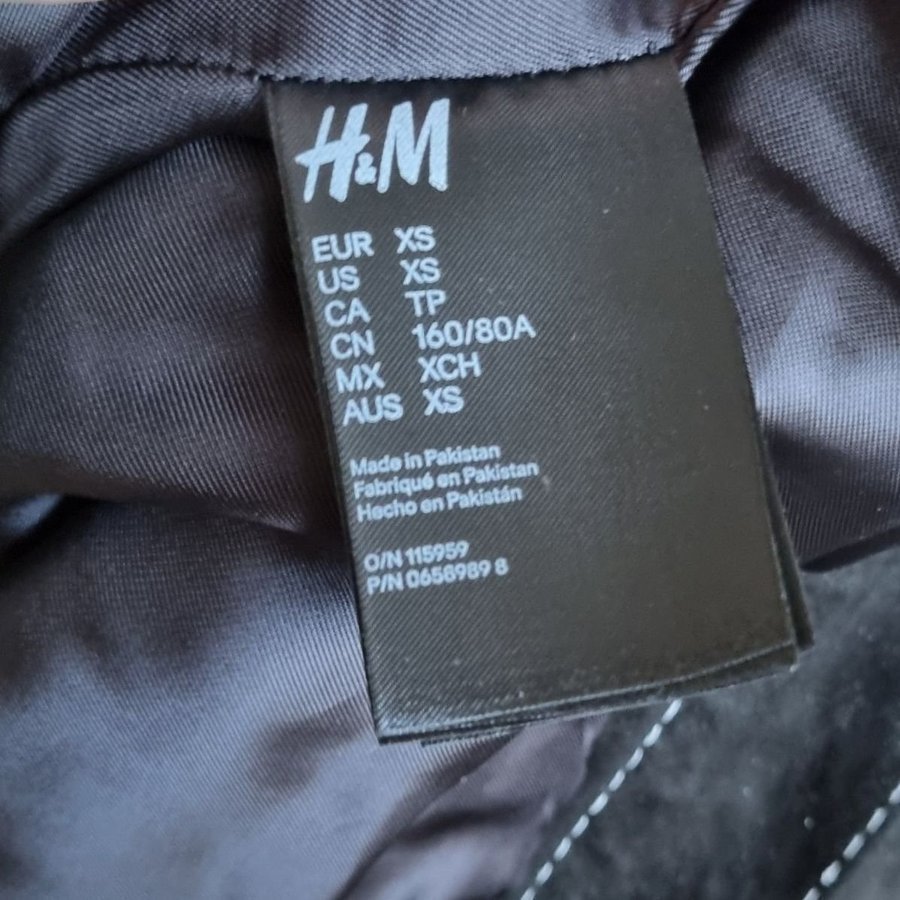 H&M
EUR XS
US XS
CA TP
CN 160/80A
MX XCH
AUS XS
Made in Pakistan
Fabriqué en Pakistan
Hecho en Pakistán
O/N 115959
P/N 0658989 8